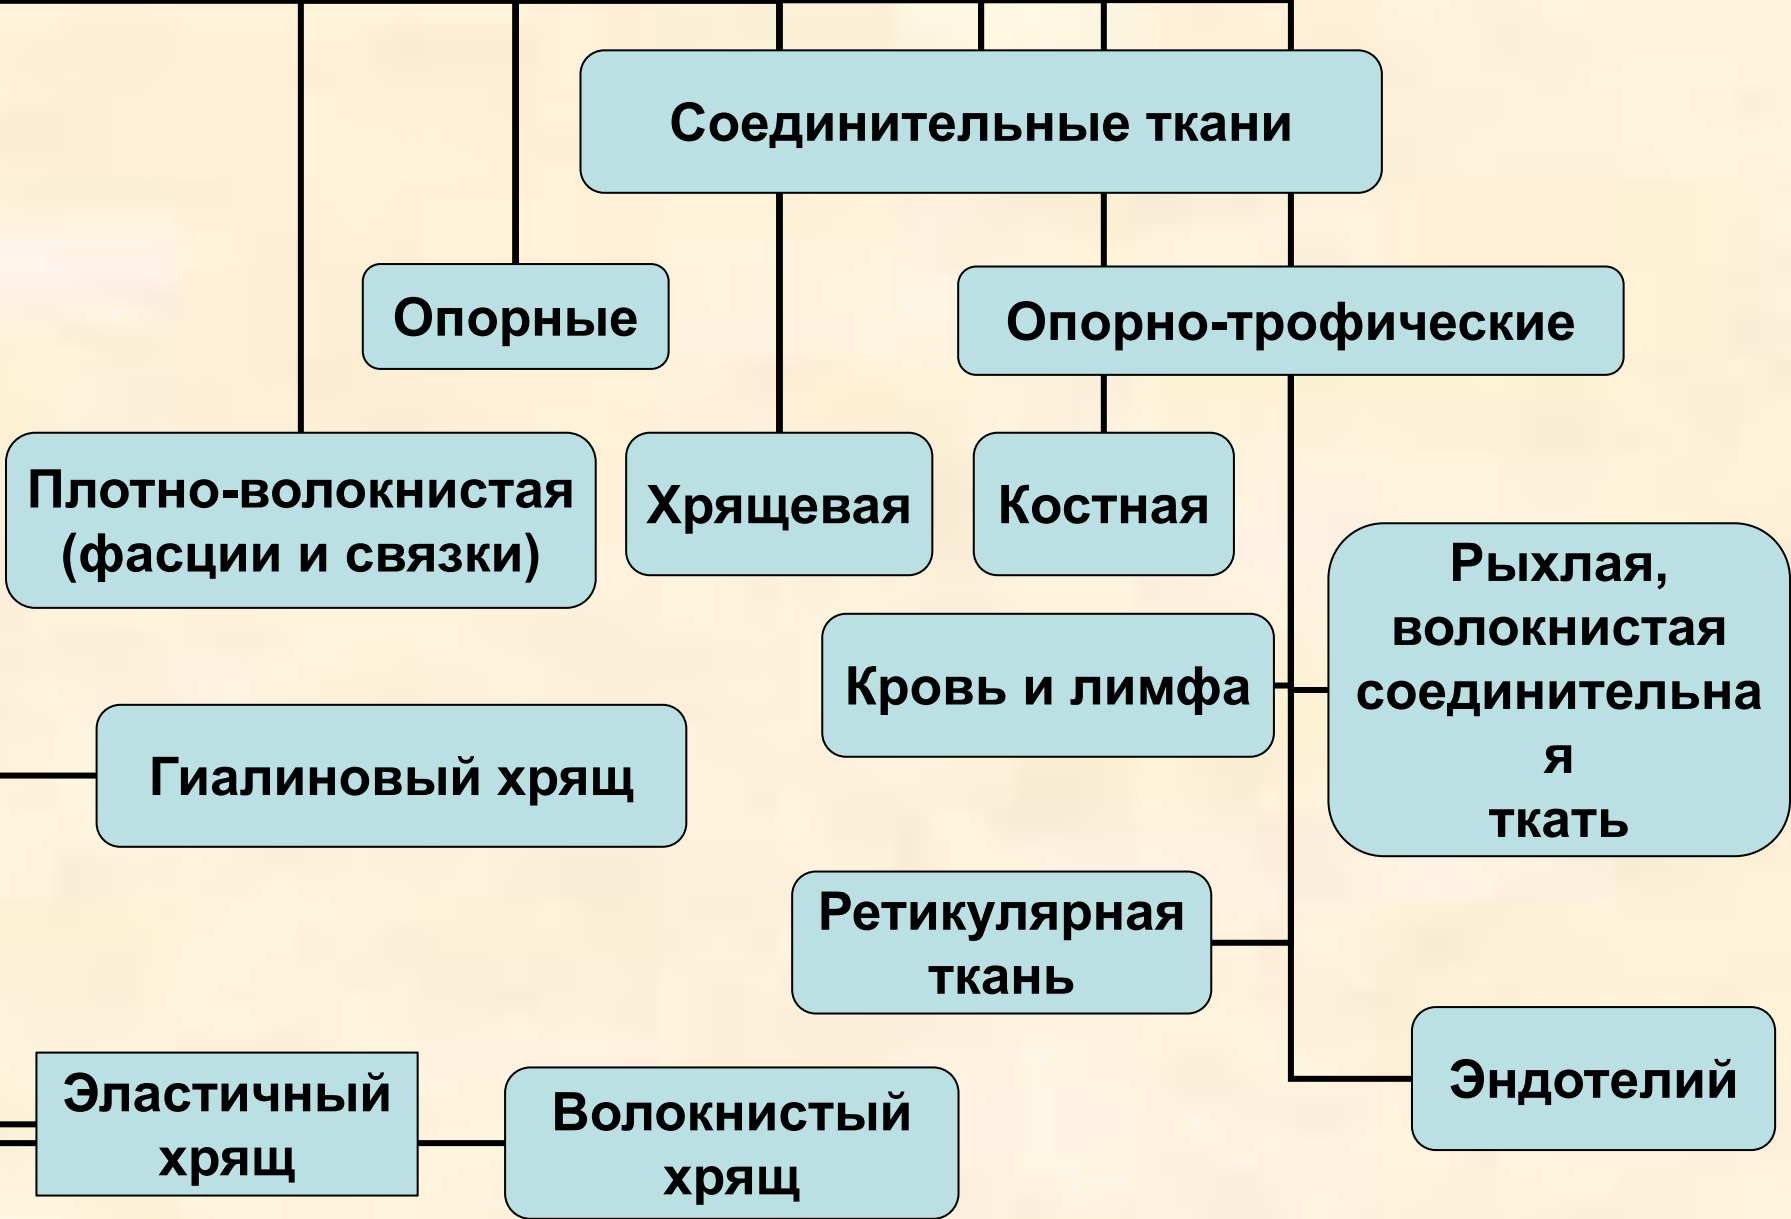 Соединительные ткани
Опорные
Опорно-трофические
Плотно-волокнистая
(фасции и связки)
Хрящевая
Костная
Рыхлая,
волокнистая
соединительна
я
ткать
Кровь и лимфа
Гиалиновый хрящ
Ретикулярная
ткань
Эластичный
хрящ
Волокнистый
хрящ
Эндотелий